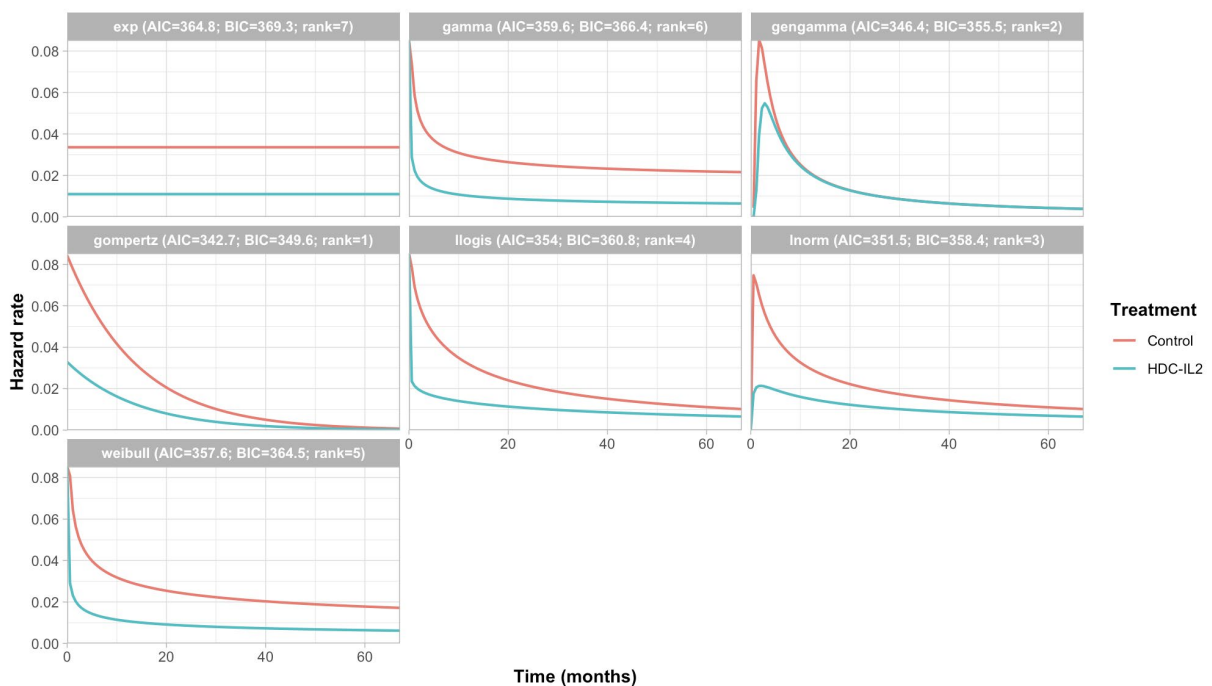 exp (AIC=364.8; BIC=369.3; rank=7)
gamma (AIC=359.6; BIC=366.4; rank=6)
gengamma (AIC=346.4; BIC=355.5; rank=2)
0.08
0.06
0.04
0.02
0.00
gompertz (AIC=342.7; BIC=349.6; rank=1)
llogis (AIC=354; BIC=360.8; rank=4)
lnorm (AIC=351.5; BIC=358.4; rank=3)
0.08
0.06
0.04
0.02
0.00
0 20 40 60
0 20 40 60
weibull (AIC=357.6; BIC=364.5; rank=5)
0.08
0.06
0.04
0.02
0.00
0 20 40 60
Hazard rate
Time (months)
Treatment
Control
HDC-IL2